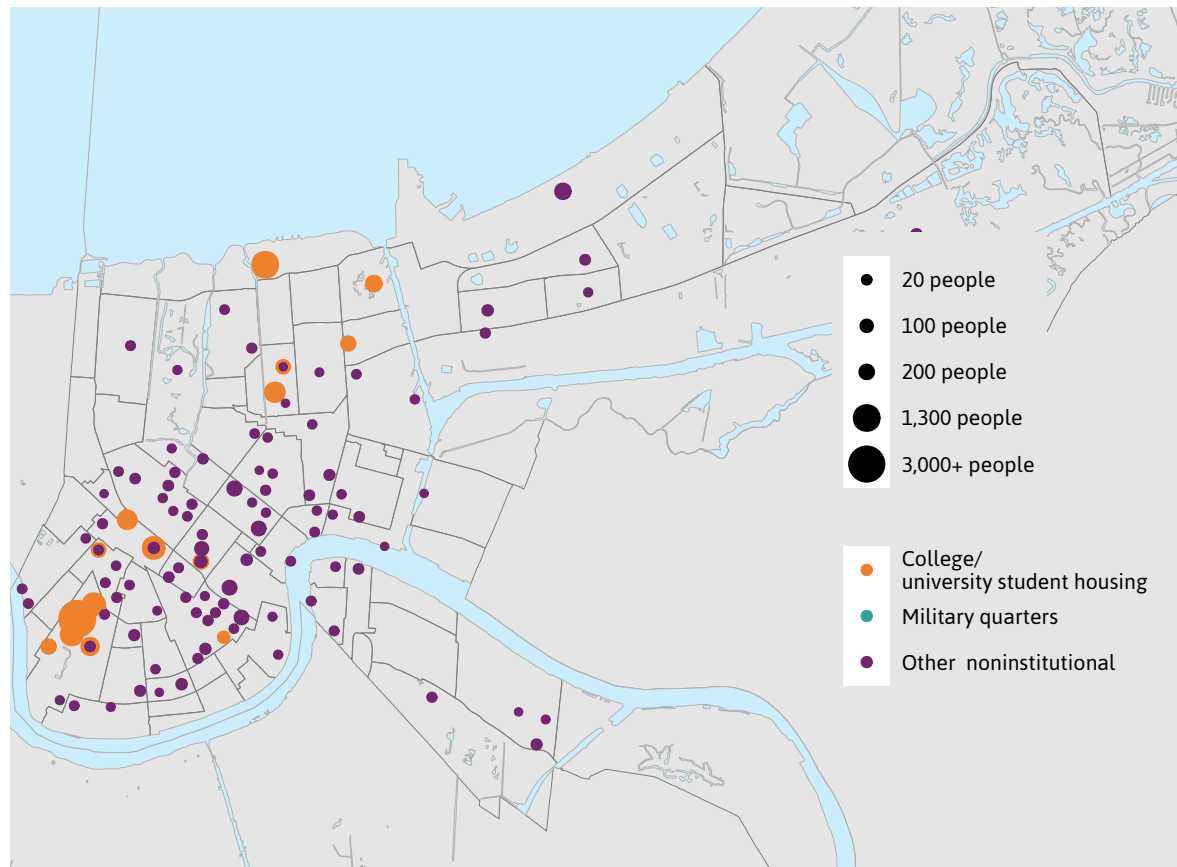 20 people
100 people
200 people
1,300 people
3,000+ people
College/
university student housing
Military quarters
Other noninstitutional